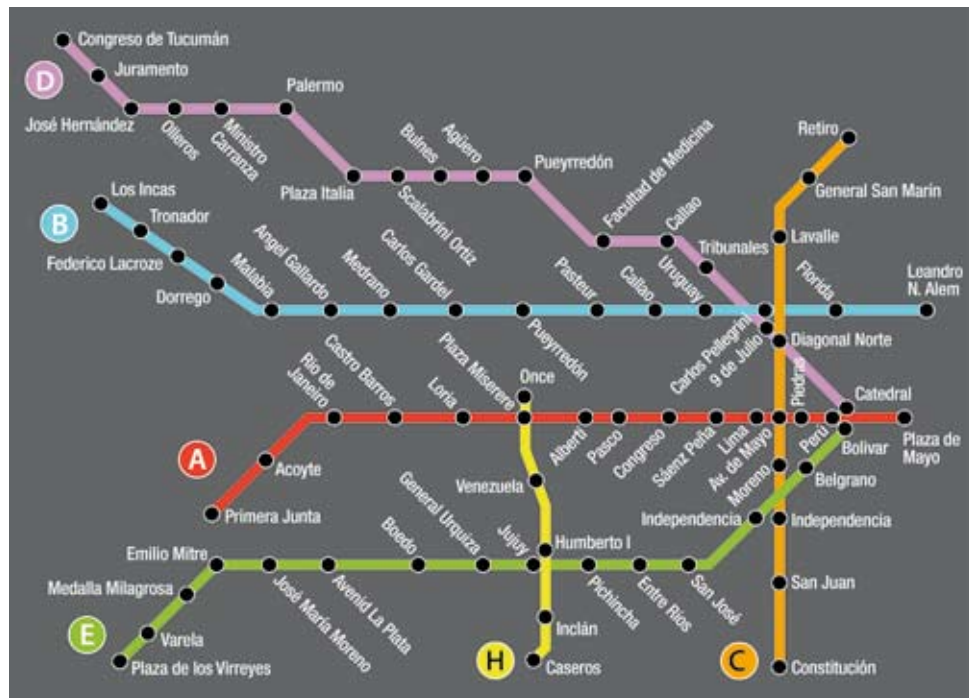 Congreso de Tucumán
Juramento
D
José Hernández
Olleros
Ministro
Carranza
Palermo
Plaza Italia
Scalabrini Ortiz
Bulnes
Agüero
Pueyrredón
Facultad de Medicina
Callao
Tribunales
9 de Julio
Catedral
Retiro
General San Marin
Lavalle
Diagonal Norte
Av. de Mayo
Moreno
Independencia
San Juan
Constitución
C
Los Incas
Tronador
B
Federico Lacroze
Dorrego
Malabia
Angel Gallardo
Medrano
Carlos Gardel
Pueyrredón
Pasteur
Callao
Uruguay
Carlos Pellegrini
Florida
Leandro
N. Alem
A
Primera Junta
Acoyte
Rio de
Janeiro
Castro Barros
Loria
Plaza Miserere
Alberti
Pasco
Congreso
Sáenz Peña
Lima
Piedras
Perú
Plaza de
Mayo
Once
Venezuela
Humberto I
Inclán
Caseros
H
E
Plaza de los Virreyes
Varela
Medalla Milagrosa
Emilio Mitre
José María Moreno
Avenid La Plata
Boedo
General Urquiza
Jujuy
Pichincha
Entre Rios
San José
Independencia
Belgrano
Bolivar